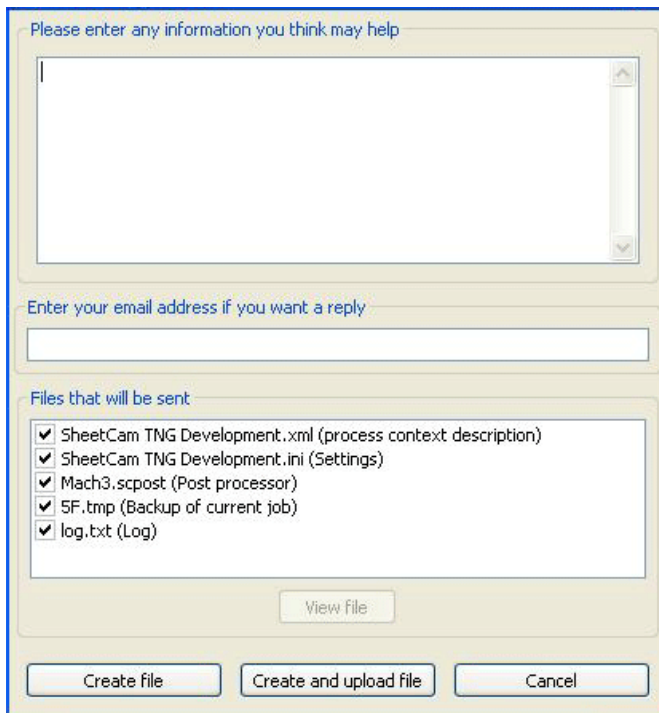 Please enter any information you think may help
Enter your email address if you want a reply
Files that will be sent
SheetCam TNG Development.xml (process context description)
SheetCam TNG Development.ini (Settings)
Mach3.scpost (Post processor)
5F.tmp (Backup of current job)
log.txt (Log)
View file
Create file Create and upload file Cancel